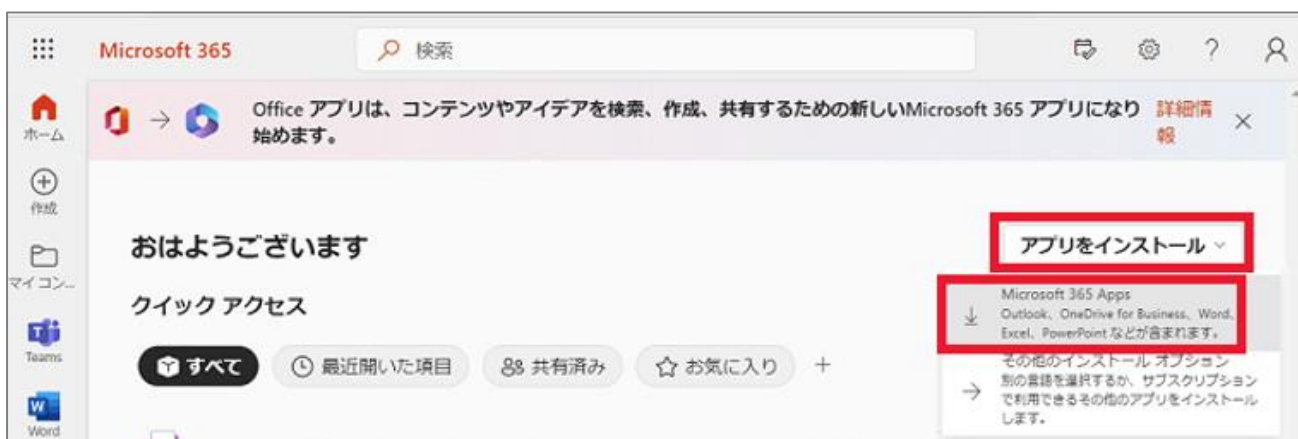 Microsoft 365
検索
ホーム
Office アプリは、コンテンツやアイデアを検索、作成、共有するための新しいMicrosoft 365 アプリになり
始めます。
詳細情
報
作成
おはようございます
アプリをインストール
マイ コン...
クイック アクセス
Microsoft 365 Apps
Outlook、OneDrive for Business、Word、
Excel、PowerPoint などが含まれます。
Teams
すべて
最近開いた項目
共有済み
お気に入り
その他のインストール オプション
別の言語を選択するか、サブスクリプション
で利用できるその他のアプリをインストール
します。
Word